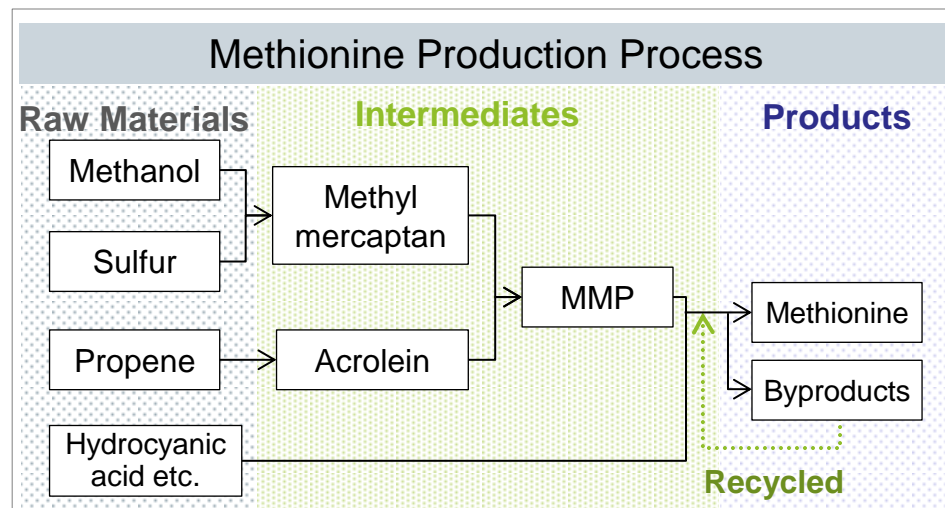 Methionine Production Process
Raw Materials
Intermediates
Products
Methanol
Sulfur
Propene
Hydrocyanic
acid etc.
Methyl
mercaptan
Acrolein
MMP
Methionine
Byproducts
Recycled